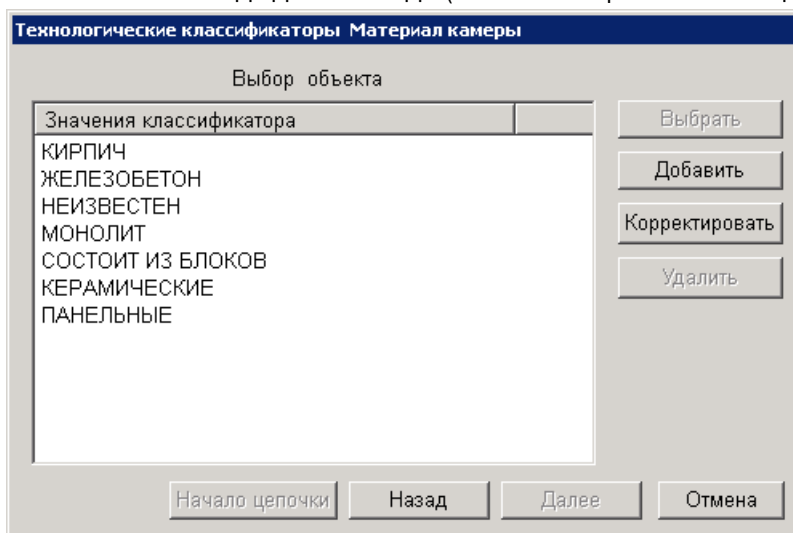 Технологические классификаторы Материал камеры
Выбор объекта
Значения классификатора
КИРПИЧ
ЖЕЛЕЗОБЕТОН
НЕИЗВЕСТЕН
МОНОЛИТ
СОСТОИТ ИЗ БЛОКОВ
КЕРАМИЧЕСКИЕ
ПАНЕЛЬНЫЕ
Выбрать
Добавить
Корректировать
Удалить
Начало цепочки
Назад
Далее
Отмена